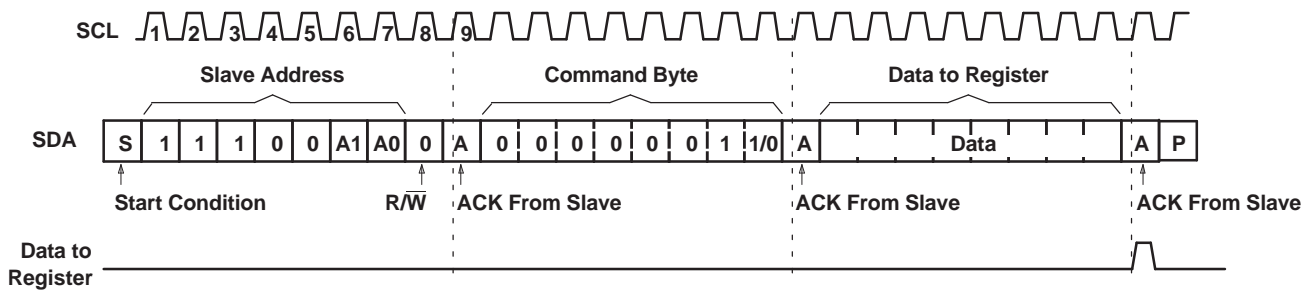 SCL 1 2 3 4 5 6 7 8 9
Slave Address Command Byte Data to Register
SDA S 1 1 1 0 0 A1 A0 0 A 0 0 0 0 0 0 1 1/0 A Data A P
Start Condition R/W ACK From Slave ACK From Slave ACK From Slave
Data to
Register